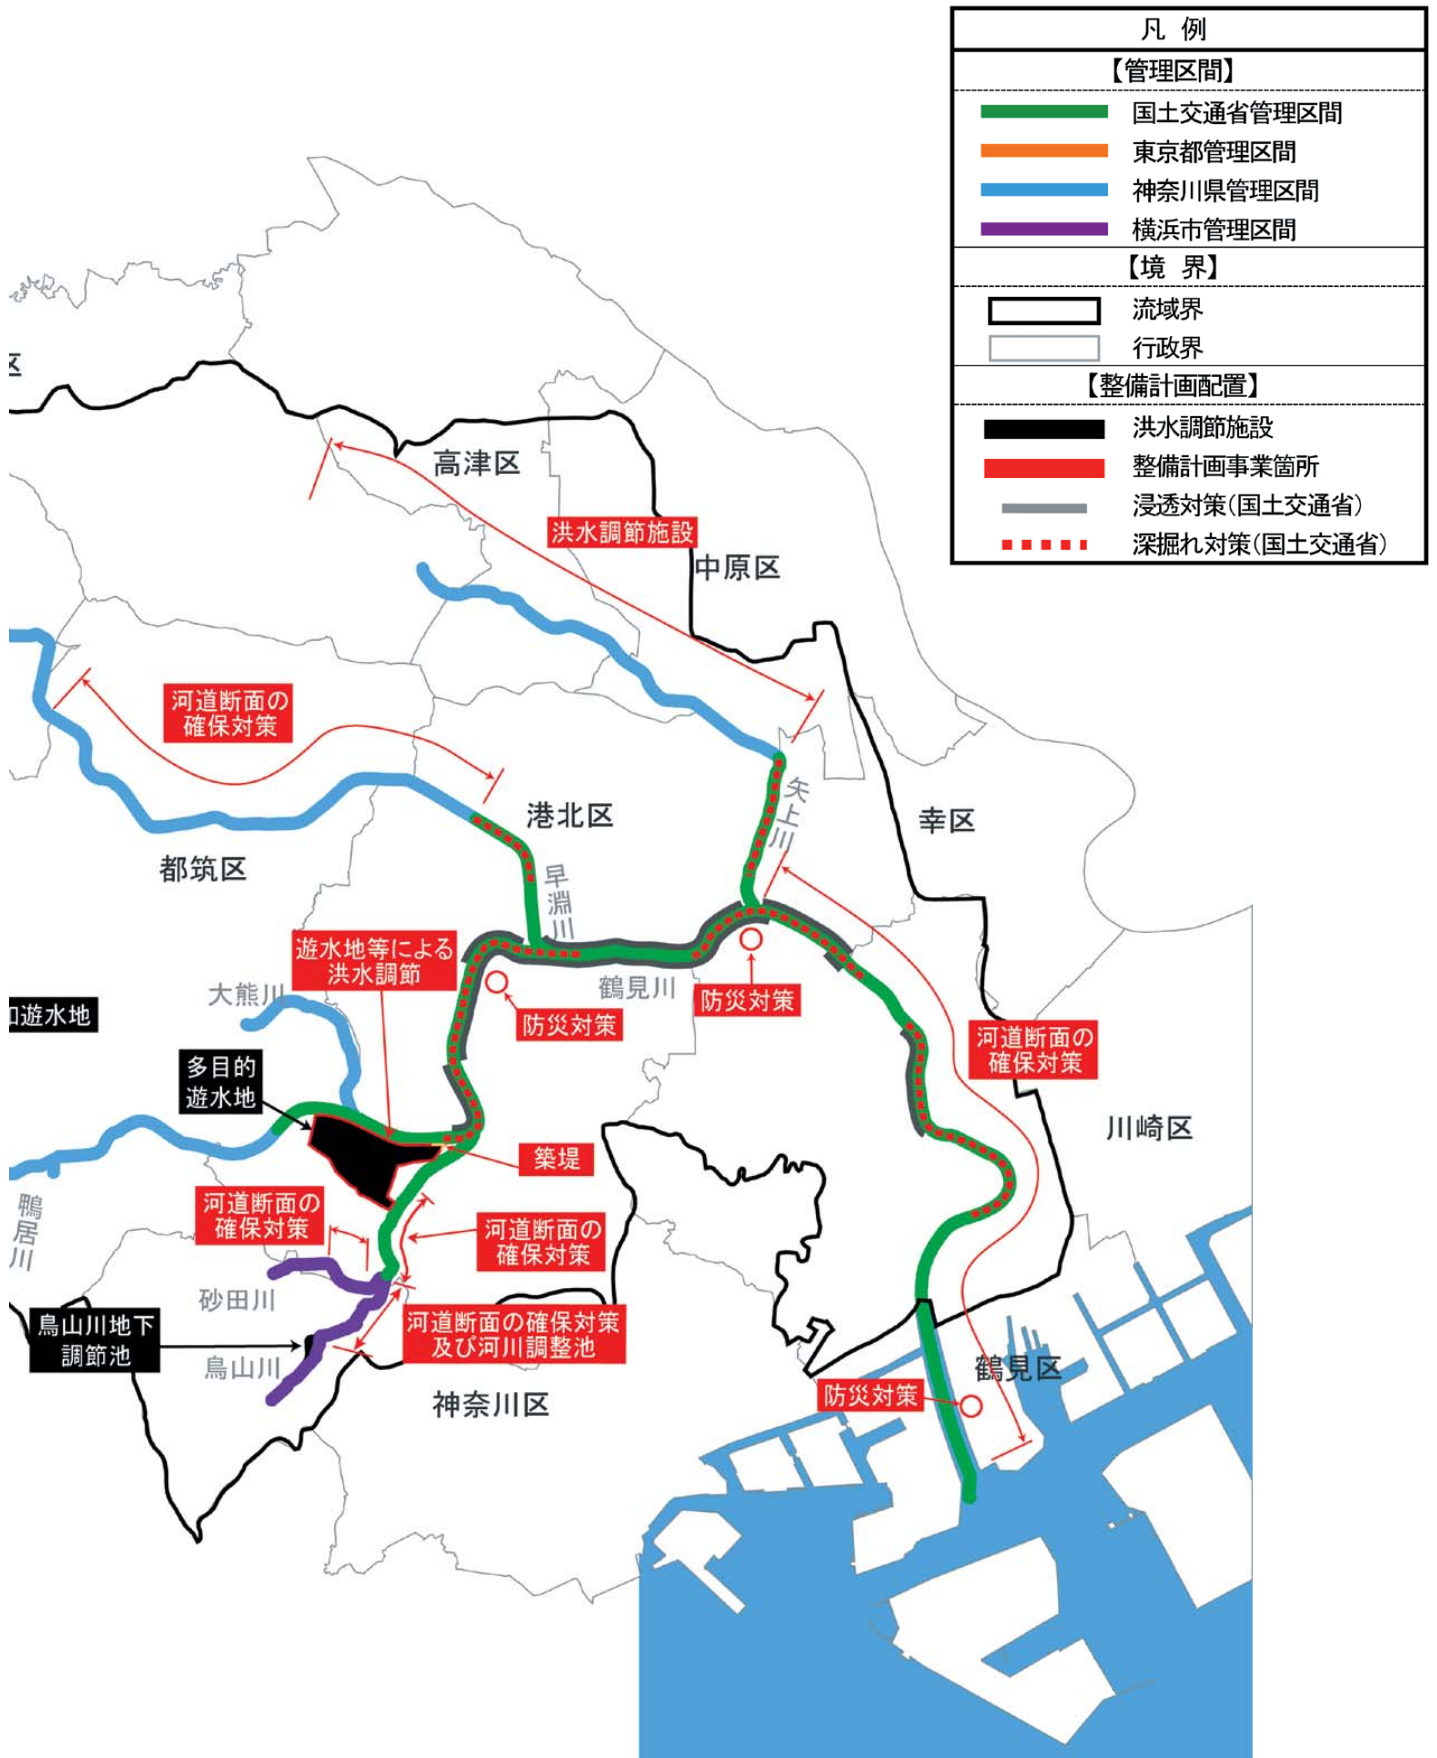 凡 例
【管理区間】
国土交通省管理区間
東京都管理区間
神奈川県管理区間
横浜市管理区間
【境 界】
流域界
行政界
【整備計画配置】
洪水調節施設
整備計画事業箇所
浸透対策(国土交通省)
深掘れ対策(国土交通省)
区
高津区
洪水調節施設
中原区
河道断面の
確保対策
矢上川
港北区
幸区
都筑区
早淵川
遊水地等による
洪水調節
大熊川
鶴見川
防災対策
防災対策
遊水地
河道断面の
確保対策
多目的
遊水地
川崎区
築堤
鴨居川
河道断面の
確保対策
河道断面の
確保対策
砂田川
鳥山川地下
調節池
河道断面の確保対策
及び河川調整池
鳥山川
鶴見区
防災対策
神奈川区